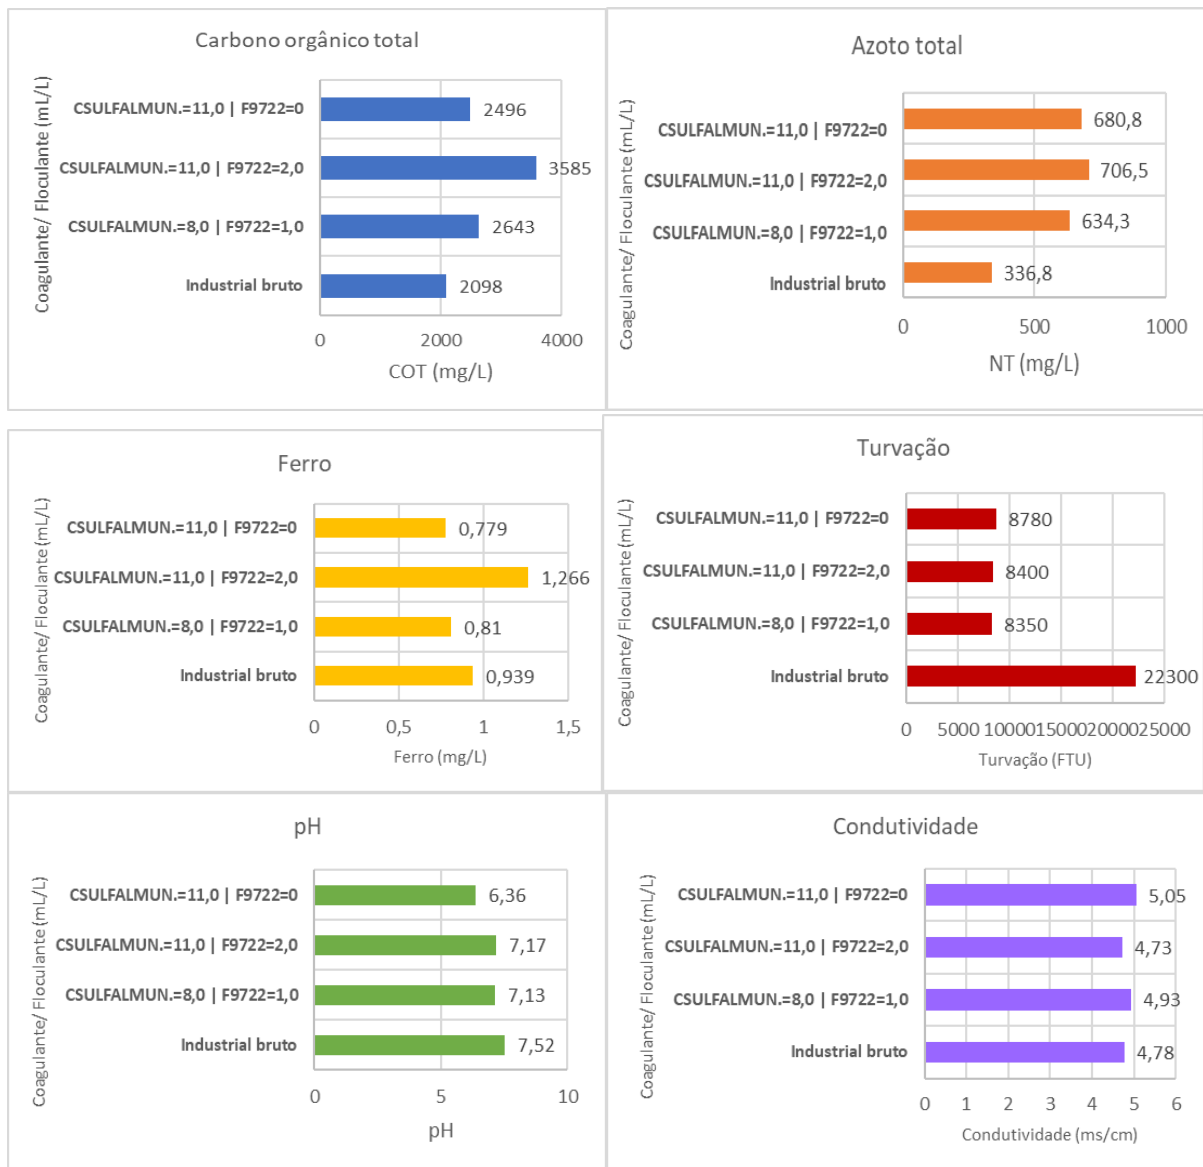 Carbono orgânico total
Coagulante/ Floculante (mL/L)
CSULFALMUN.=11,0 | F9722=0
2496
CSULFALMUN.=11,0 | F9722=2,0
3585
CSULFALMUN.=8,0 | F9722=1,0
2643
Industrial bruto
2098
0 2000 4000
COT (mg/L)
Azoto total
Coagulante/ Floculante (mL/L)
CSULFALMUN.=11,0 | F9722=0
680,8
CSULFALMUN.=11,0 | F9722=2,0
706,5
CSULFALMUN.=8,0 | F9722=1,0
634,3
Industrial bruto
336,8
0 500 1000
NT (mg/L)
Ferro
Coagulante/ Floculante (mL/L)
CSULFALMUN.=11,0 | F9722=0
0,779
CSULFALMUN.=11,0 | F9722=2,0
1,266
CSULFALMUN.=8,0 | F9722=1,0
0,81
Industrial bruto
0,939
0 0,5 1 1,5
Ferro (mg/L)
Turvação
Coagulante/ Floculante (mL/L)
CSULFALMUN.=11,0 | F9722=0
8780
CSULFALMUN.=11,0 | F9722=2,0
8400
CSULFALMUN.=8,0 | F9722=1,0
8350
Industrial bruto
22300
0 5000 10000 15000 20000 25000
Turvação (FTU)
pH
Coagulante/ Floculante (mL/L)
CSULFALMUN.=11,0 | F9722=0
6,36
CSULFALMUN.=11,0 | F9722=2,0
7,17
CSULFALMUN.=8,0 | F9722=1,0
7,13
Industrial bruto
7,52
0 5 10
pH
Condutividade
Coagulante/ Floculante (mL/L)
CSULFALMUN.=11,0 | F9722=0
5,05
CSULFALMUN.=11,0 | F9722=2,0
4,73
CSULFALMUN.=8,0 | F9722=1,0
4,93
Industrial bruto
4,78
0 1 2 3 4 5 6
Condutividade (ms/cm)